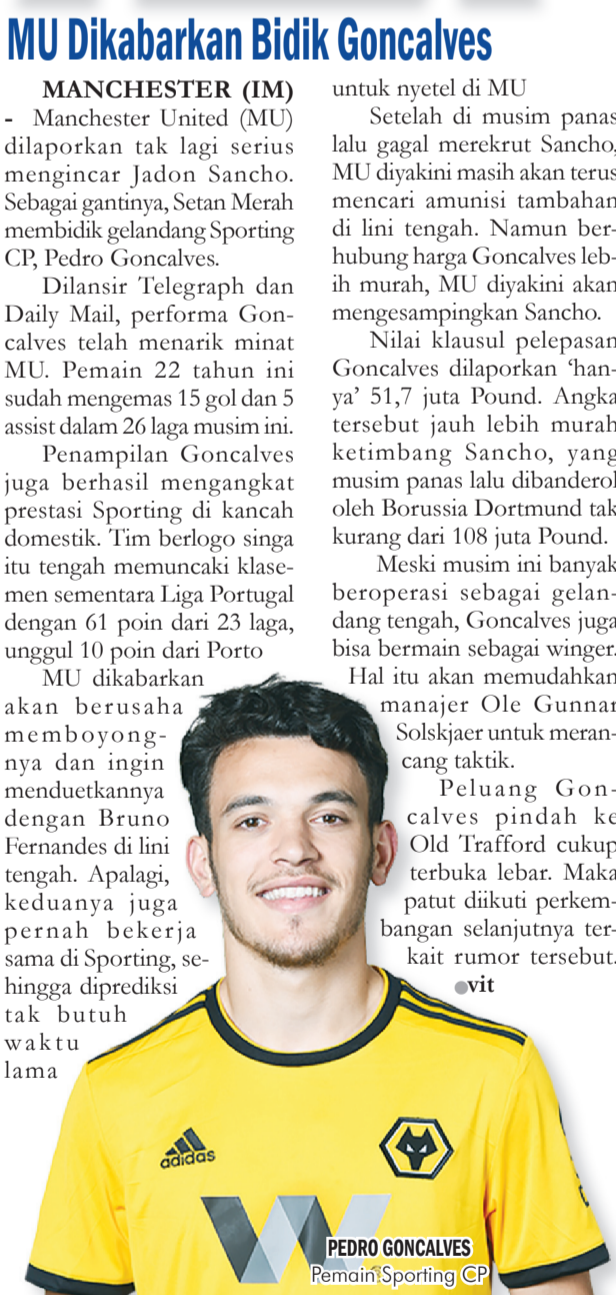 MU Dikabarkan Bidik Goncalves
MANCHESTER (IM)
- Manchester United (MU)
dilaporkan tak lagi serius
mengincar Jadon Sancho.
Sebagai gantinya, Setan Merah
membidik gelandang Sporting
CP, Pedro Goncalves.
Dilansir Telegraph dan
Daily Mail, performa Gon-
calves telah menarik minat
MU. Pemain 22 tahun ini
sudah mengemas 15 gol dan 5
assist dalam 26 laga musim ini.
Penampilan Goncalves
juga berhasil mengangkat
prestasi Sporting di kancah
domestik. Tim berlogo singa
itu tengah memuncaki klase-
men sementara Liga Portugal
dengan 61 poin dari 23 laga,
unggul 10 poin dari Porto
MU dikabarkan
akan berusaha
memboyong-
nya dan ingin
menduetkannya
dengan Bruno
Fernandes di lini
tengah. Apalagi,
keduanya juga
pernah bekerja
sama di Sporting, se-
hingga diprediksi
tak butuh
waktu
lama
untuk nyetel di MU
Setelah di musim panas
lalu gagal merekrut Sancho,
MU diyakini masih akan terus
mencari amunisi tambahan
di lini tengah. Namun ber-
hubung harga Goncalves leb-
ih murah, MU diyakini akan
mengesampingkan Sancho.
Nilai klausul pelepasan
Goncalves dilaporkan ‘han-
ya’ 51,7 juta Pound. Angka
tersebut jauh lebih murah
ketimbang Sancho, yang
musim panas lalu dibanderol
oleh Borussia Dortmund tak
kurang dari 108 juta Pound.
Meski musim ini banyak
beroperasi sebagai gelan-
dang tengah, Goncalves juga
bisa bermain sebagai winger.
Hal itu akan memudahkan
manajer Ole Gunnar
Solskjaer untuk meran-
cang taktik.
Peluang Gon-
calves pindah ke
Old Trafford cukup
terbuka lebar. Maka
patut diikuti perkem-
bangan selanjutnya ter-
kait rumor tersebut.
●vit
adidas
W
PEDRO GONCALVES
Pemain Sporting CP